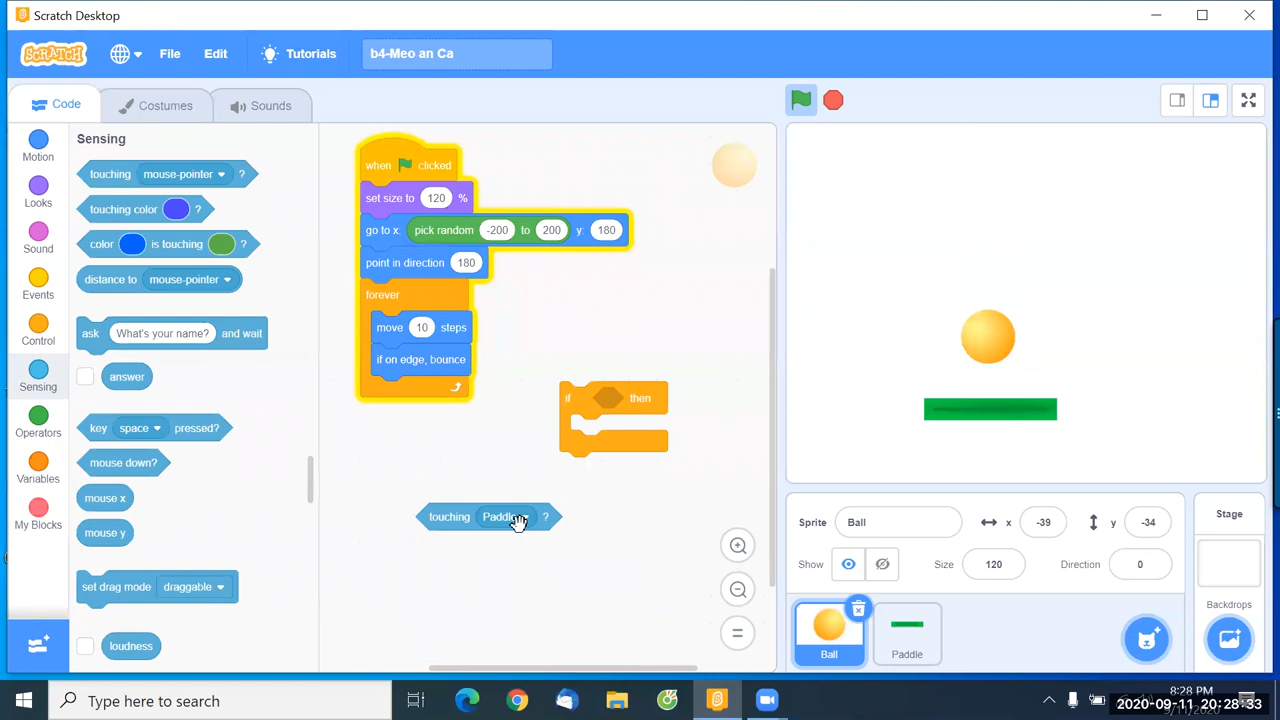 Scratch Desktop
SCRATCH
File
Edit
Tutorials
b4-Meo an Ca
Code
Costumes
Sounds
Motion
Looks
Sound
Events
Control
Sensing
Operators
Variables
My Blocks
Sensing
touching mouse-pointer ?
touching color ?
color is touching ?
distance to mouse-pointer
ask What's your name? and wait
answer
key space pressed?
mouse down?
mouse x
mouse y
set drag mode draggable
loudness
when clicked
set size to 120 %
go to x: pick random -200 to 200 y: 180
point in direction 180
forever
move 10 steps
if on edge, bounce
if then
touching Paddle ?
Sprite Ball x -39 y -34
Show Size 120 Direction 0
Ball
Paddle
Stage
Backdrops
Type here to search
8:28 PM
2020-09-11 20:28:33